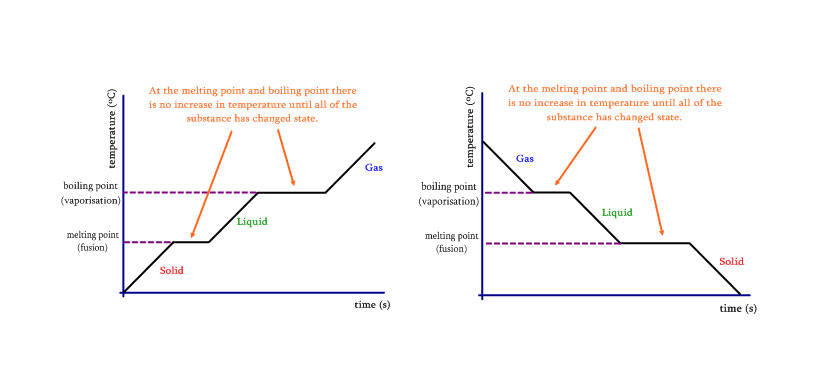 At the melting point and boiling point there
is no increase in temperature until all of the
substance has changed state.
temperature (ºC)
Gas
boiling point
(vaporisation)
Liquid
melting point
(fusion)
Solid
time (s)
At the melting point and boiling point there
is no increase in temperature until all of the
substance has changed state.
temperature (ºC)
Gas
boiling point
(vaporisation)
Liquid
melting point
(fusion)
Solid
time (s)